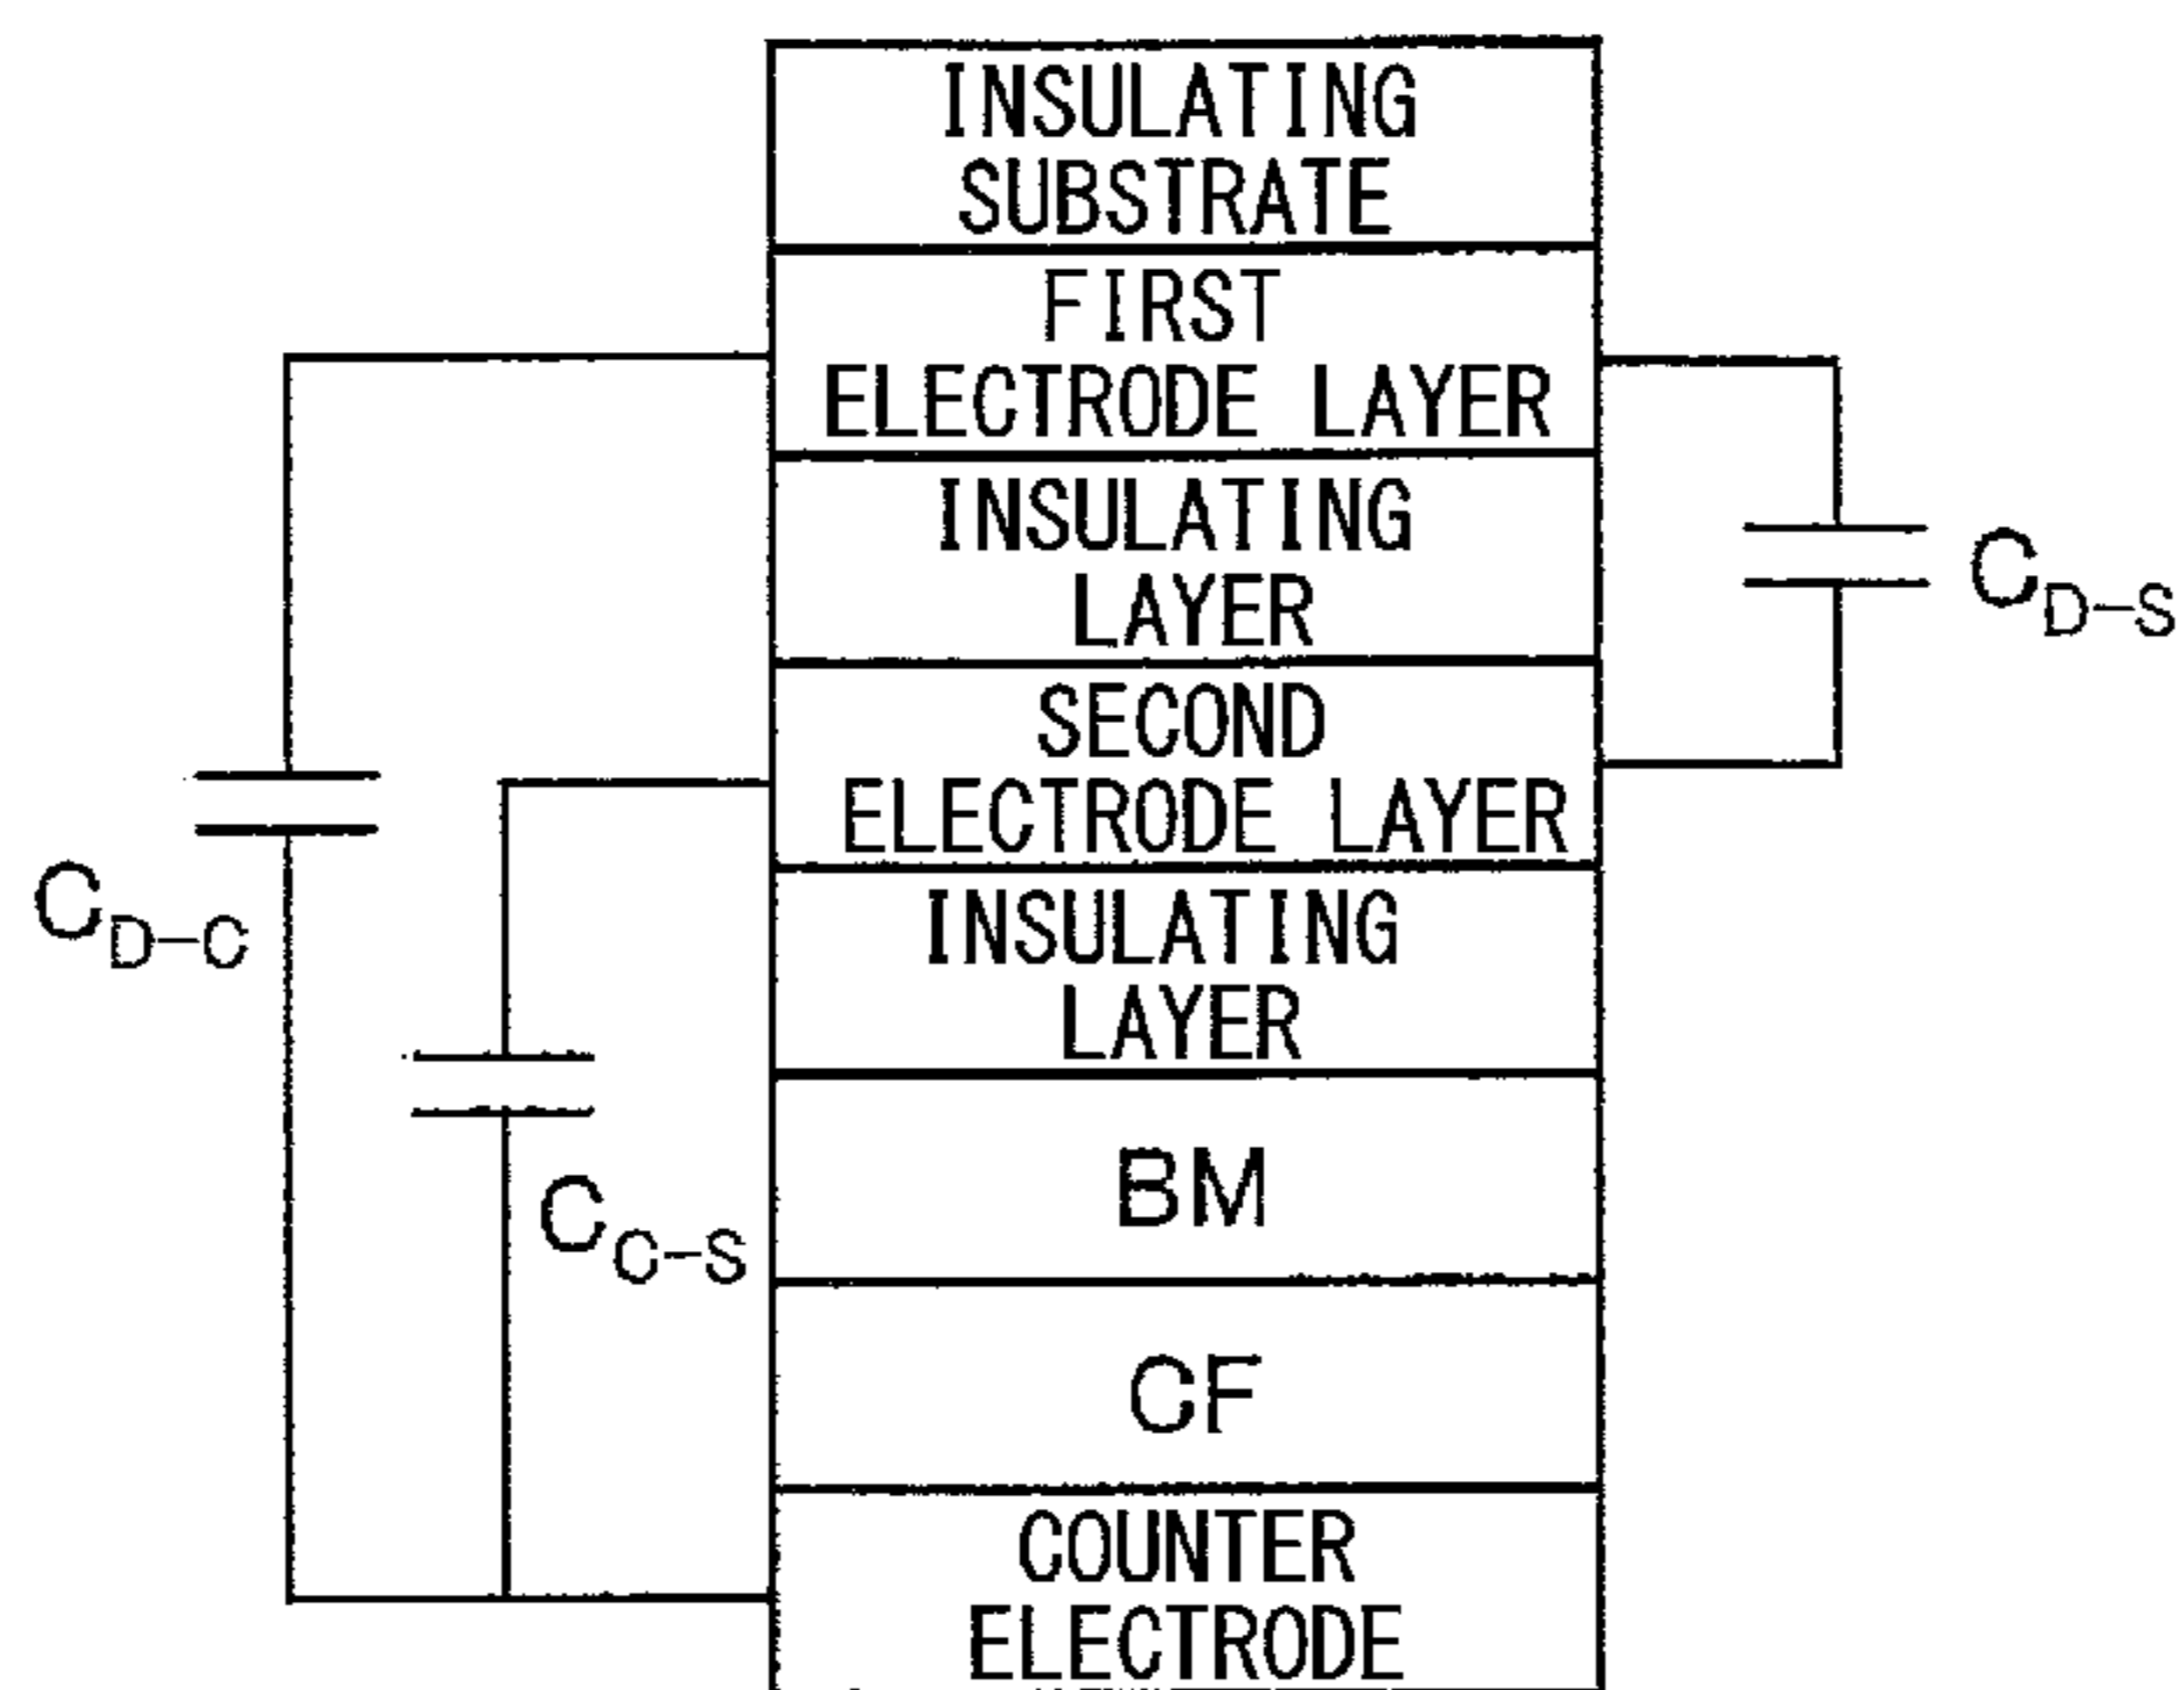 INSULATING
SUBSTRATE
FIRST
ELECTRODE LAYER
INSULATING
LAYER
C_D-S
SECOND
ELECTRODE LAYER
C_D-C
INSULATING
LAYER
C_C-S
BM
CF
COUNTER
ELECTRODE